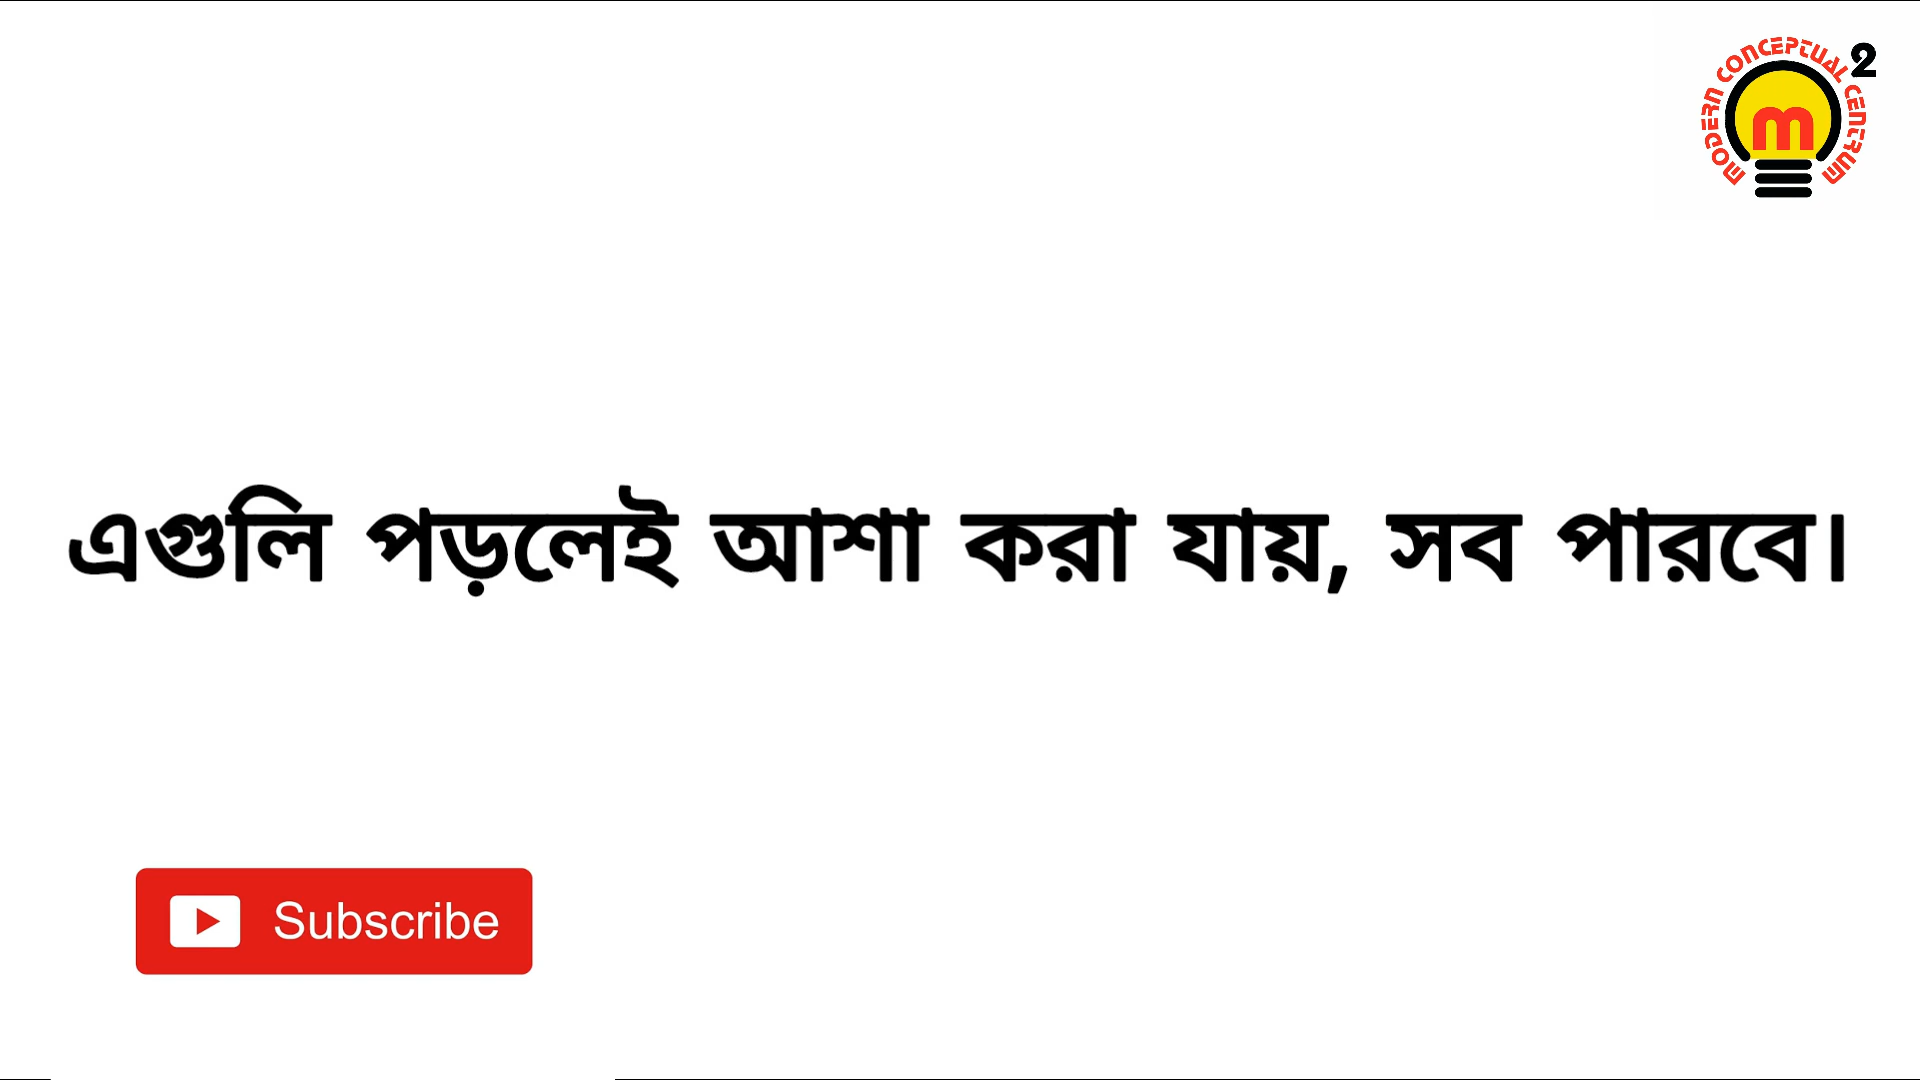 MODERN CONCEPTUAL CENTRUM
2
m
এগুলি পড়লেই আশা করা যায়, সব পারবে।
Subscribe